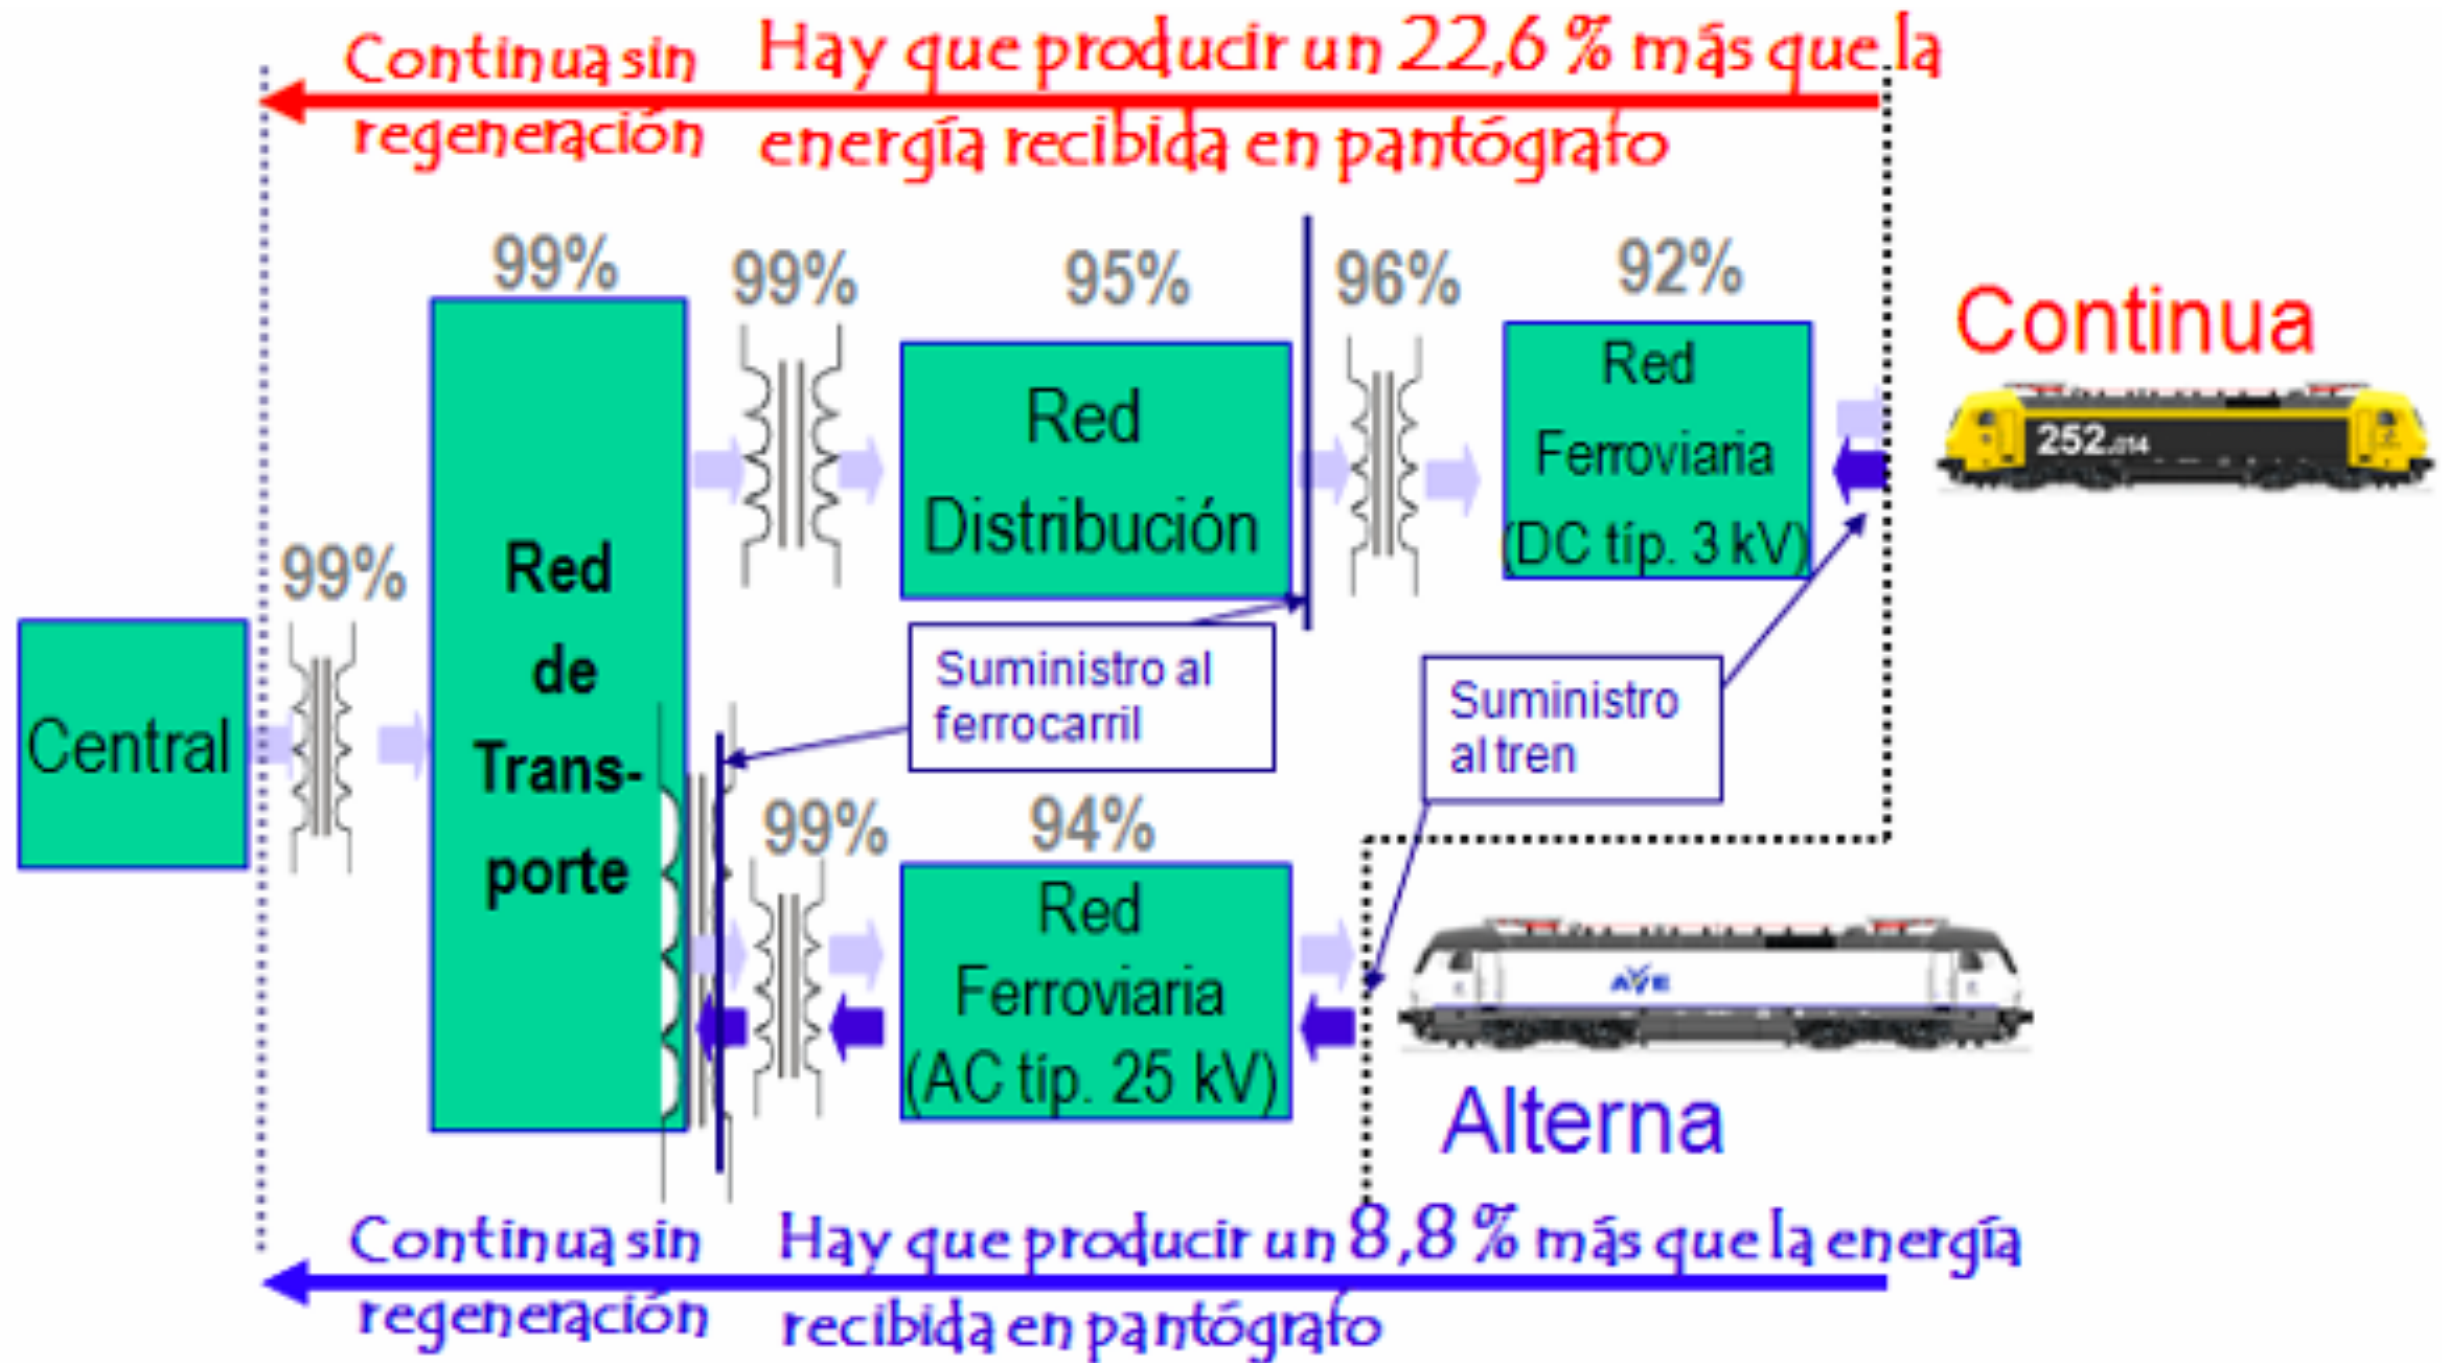 Continua sin
regeneración
Hay que producir un 22,6 % más que la
energía recibida en pantógrafo
99%
99%
95%
96%
92%
Continua
Red
Ferroviaria
(DC típ. 3 kV)
252.014
Red
Distribución
99%
Red
de
Trans-
porte
Central
Suministro al
ferrocarril
Suministro
al tren
99%
94%
Red
Ferroviaria
(AC típ. 25 kV)
AVE
Alterna
Continua sin
regeneración
Hay que producir un 8,8 % más que la energía
recibida en pantógrafo